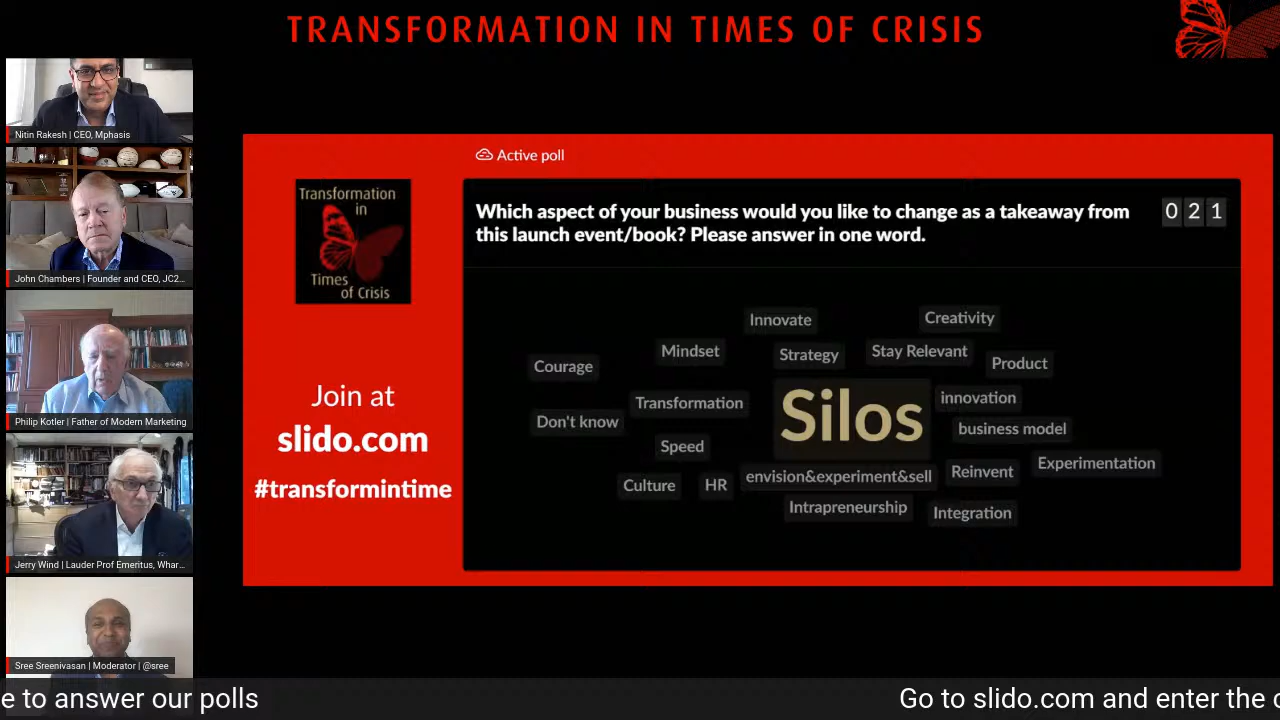 TRANSFORMATION IN TIMES OF CRISIS
Nitin Rakesh | CEO, Mphasis
John Chambers | Founder and CEO, JC2...
Philip Kotler | Father of Modern Marketing
Jerry Wind | Lauder Prof Emeritus, Whar...
Sree Sreenivasan | Moderator | @sree
Transformation
in
Times
of Crisis
Join at
slido.com
#transformintime
Active poll
Which aspect of your business would you like to change as a takeaway from
this launch event/book? Please answer in one word.
021
Innovate
Creativity
Mindset
Strategy
Stay Relevant
Courage
Product
Transformation
Silos
innovation
Don't know
business model
Speed
envision&experiment&sell
Reinvent
Experimentation
Culture
HR
Intrapreneurship
Integration
e to answer our polls
Go to slido.com and enter the